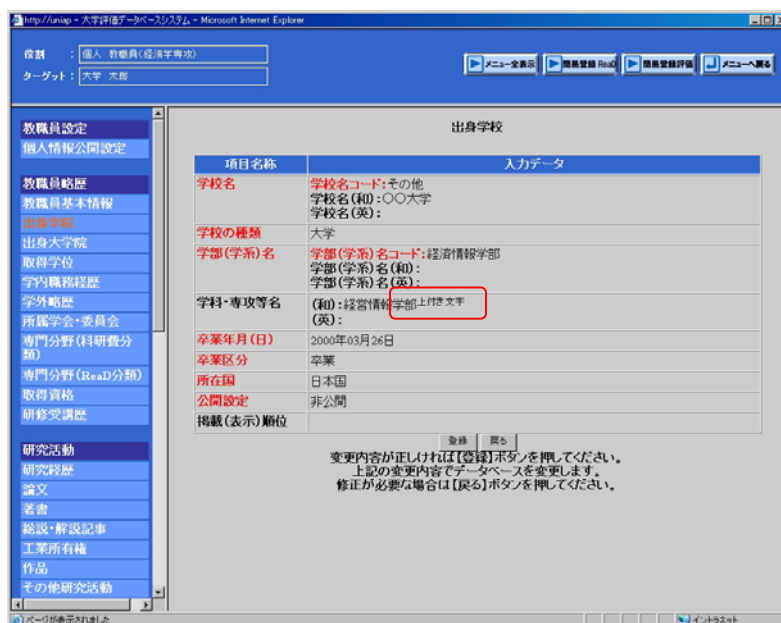 http://uniap - 大学評価データベースシステム - Microsoft Internet Explorer
役割 : 個人 教職員(経済学専攻)
ターゲット : 大学 太郎
メニュー全表示 簡易登録 ReaD 簡易登録評価 メニューへ戻る
教職員設定
個人情報公開設定
教職員略歴
教職員基本情報
出身学校
出身大学院
取得学位
学内職務経歴
学外略歴
所属学会・委員会
専門分野(科研費分
類)
専門分野(ReaD分類)
取得資格
研修受講歴
研究活動
研究経歴
論文
著書
総説・解説記事
工業所有権
作品
その他研究活動
出身学校
項目名称 入力データ
学校名 学校名コード:その他
学校名(和):○○大学
学校名(英):
学校の種類 大学
学部(学系)名 学部(学系)名コード:経済情報学部
学部(学系)名(和):
学部(学系)名(英):
学科・専攻等名 (和):経営情報学部上付き文字
(英):
卒業年月(日) 2000年03月26日
卒業区分 卒業
所在国 日本国
公開設定 非公開
掲載(表示)順位
登録 戻る
変更内容が正しければ【登録】ボタンを押してください。
上記の変更内容でデータベースを変更します。
修正が必要な場合は【戻る】ボタンを押してください。
ページが表示されました
イントラネット